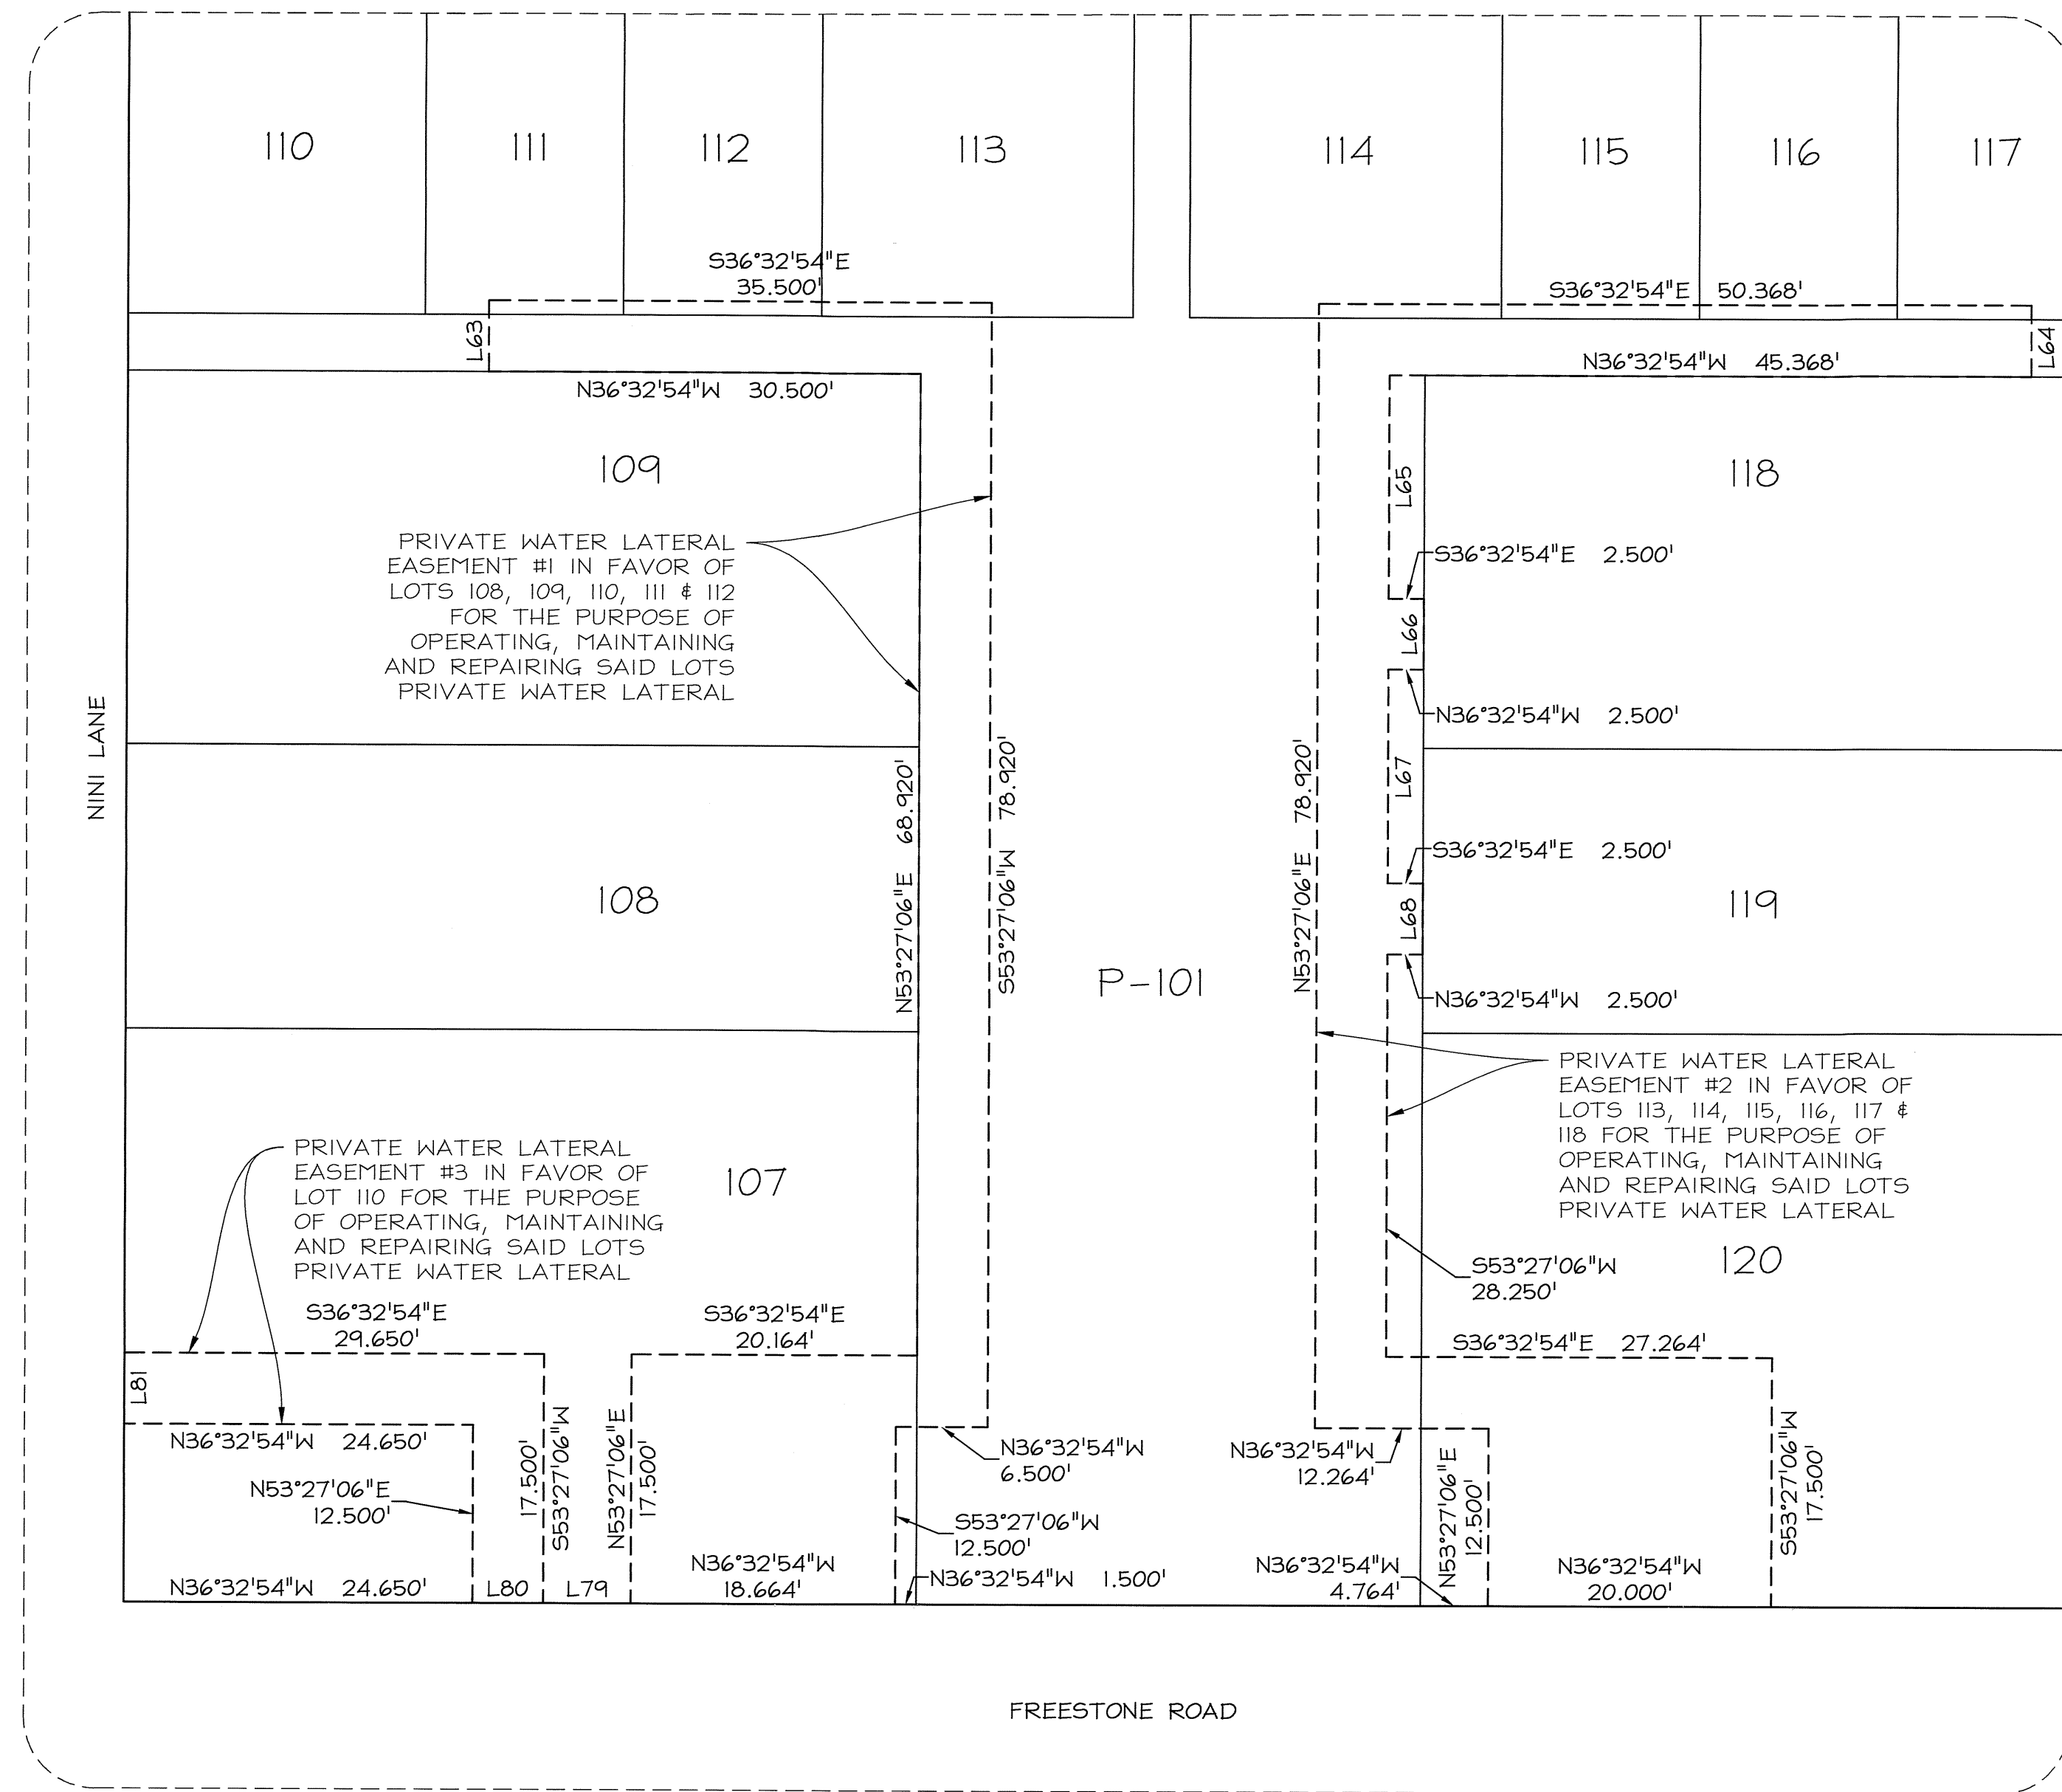 110
111
112
113
114
115
116
117
S36°32'54"E
35.500'
S36°32'54"E 50.368'
L63
L64
N36°32'54"W 45.368'
N36°32'54"W 30.500'
109
118
L65
PRIVATE WATER LATERAL
EASEMENT #1 IN FAVOR OF
LOTS 108, 109, 110, 111 & 112
FOR THE PURPOSE OF
OPERATING, MAINTAINING
AND REPAIRING SAID LOTS
PRIVATE WATER LATERAL
S36°32'54"E 2.500'
L66
N36°32'54"W 2.500'
NINI LANE
N53°27'06"E 68.920'
S53°27'06"W 78.920'
N53°27'06"E 78.920'
L67
S36°32'54"E 2.500'
108
119
L68
P-101
N36°32'54"W 2.500'
PRIVATE WATER LATERAL
EASEMENT #2 IN FAVOR OF
LOTS 113, 114, 115, 116, 117 &
118 FOR THE PURPOSE OF
OPERATING, MAINTAINING
AND REPAIRING SAID LOTS
PRIVATE WATER LATERAL
PRIVATE WATER LATERAL
EASEMENT #3 IN FAVOR OF
LOT 110 FOR THE PURPOSE
OF OPERATING, MAINTAINING
AND REPAIRING SAID LOTS
PRIVATE WATER LATERAL
107
120
S53°27'06"W
28.250'
S36°32'54"E
29.650'
S36°32'54"E
20.164'
S36°32'54"E 27.264'
L81
N36°32'54"W 24.650'
N53°27'06"E
12.500'
17.500'
S53°27'06"W
N53°27'06"E
17.500'
N36°32'54"W
6.500'
N36°32'54"W
12.264'
S53°27'06"W
12.500'
N53°27'06"E
12.500'
S53°27'06"W
17.500'
N36°32'54"W 24.650'
L80
L79
N36°32'54"W
18.664'
N36°32'54"W 1.500'
N36°32'54"W
4.764'
N36°32'54"W
20.000'
FREESTONE ROAD